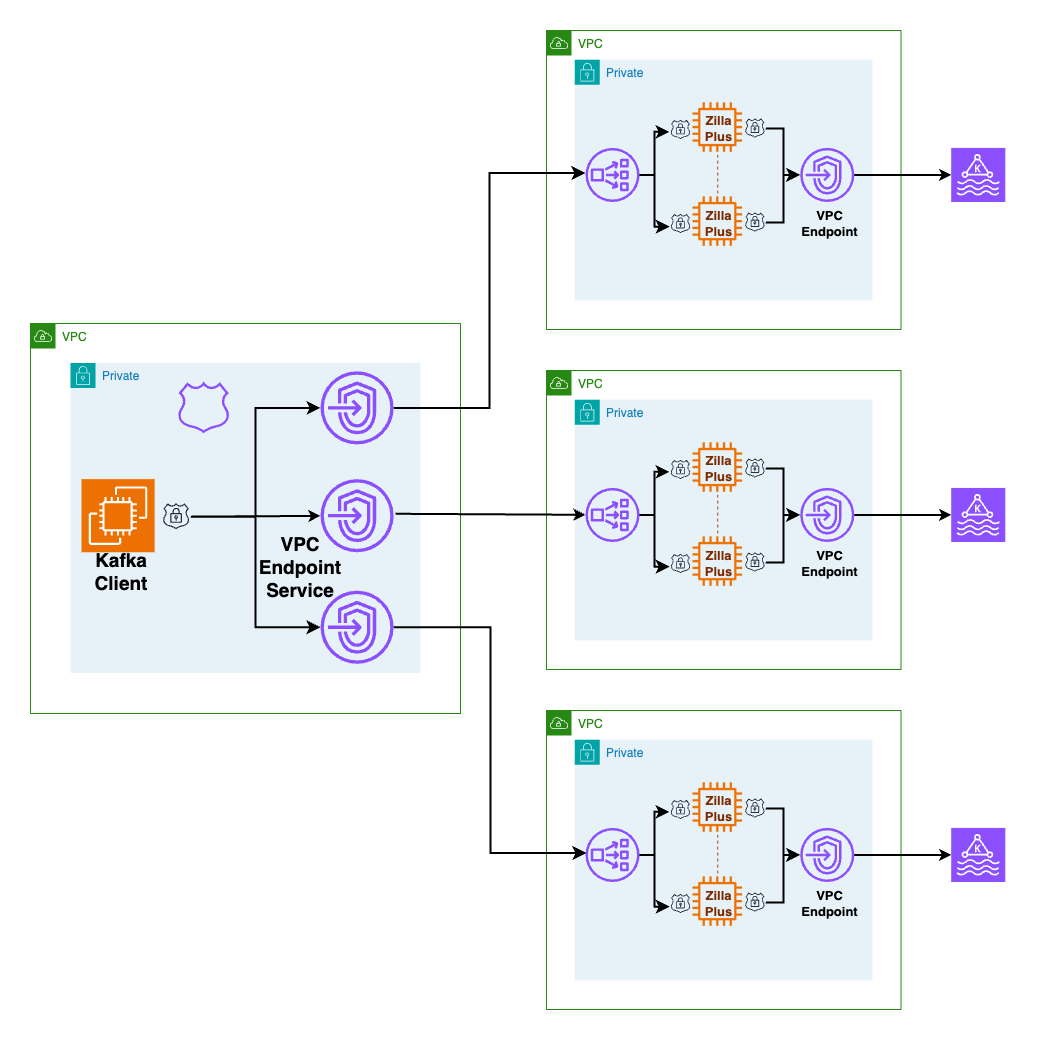 VPC
Private
Zilla
Plus
Zilla
Plus
VPC
Endpoint
K
VPC
Private
Kafka
Client
VPC
Endpoint
Service
VPC
Private
Zilla
Plus
Zilla
Plus
VPC
Endpoint
K
VPC
Private
Zilla
Plus
Zilla
Plus
VPC
Endpoint
K